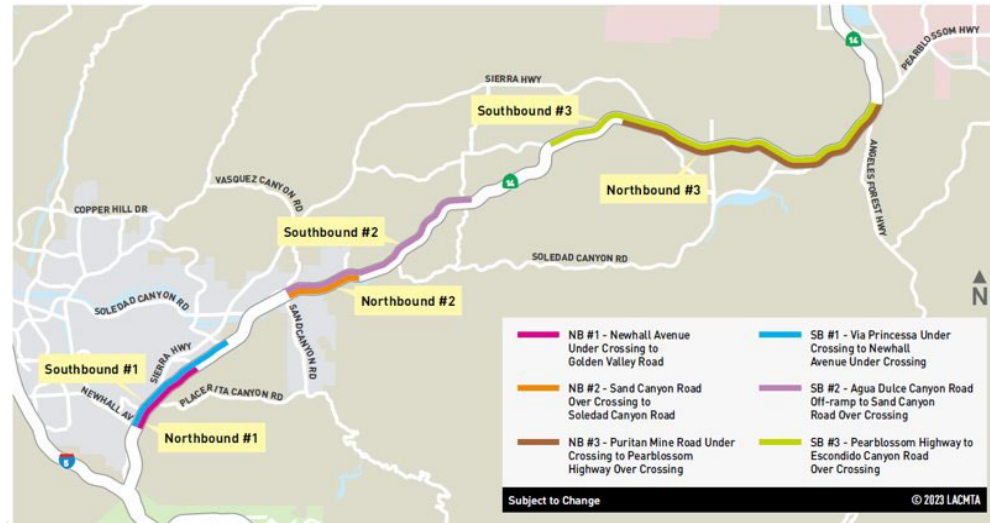 14
PEARBLOSSOM HWY
SIERRA HWY
Southbound #3
14
Northbound #3
ANGELES FOREST HWY
VASQUEZ CANYON RD
COPPER HILL DR
Southbound #2
SOLEDAD CANYON RD
Northbound #2
SOLEDAD CANYON RD
SAND CANYON RD
N
Southbound #1
SIERRA HWY
NEWHALL AV
PLACERITA CANYON RD
Northbound #1
5
NB #1 - Newhall Avenue
Under Crossing to
Golden Valley Road
NB #2 - Sand Canyon Road
Over Crossing to
Soledad Canyon Road
NB #3 - Puritan Mine Road Under
Crossing to Pearblossom
Highway Over Crossing
SB #1 - Via Princessa Under
Crossing to Newhall
Avenue Under Crossing
SB #2 - Agua Dulce Canyon Road
Off-ramp to Sand Canyon
Road Over Crossing
SB #3 - Pearblossom Highway to
Escondido Canyon Road
Over Crossing
Subject to Change
© 2023 LACMTA